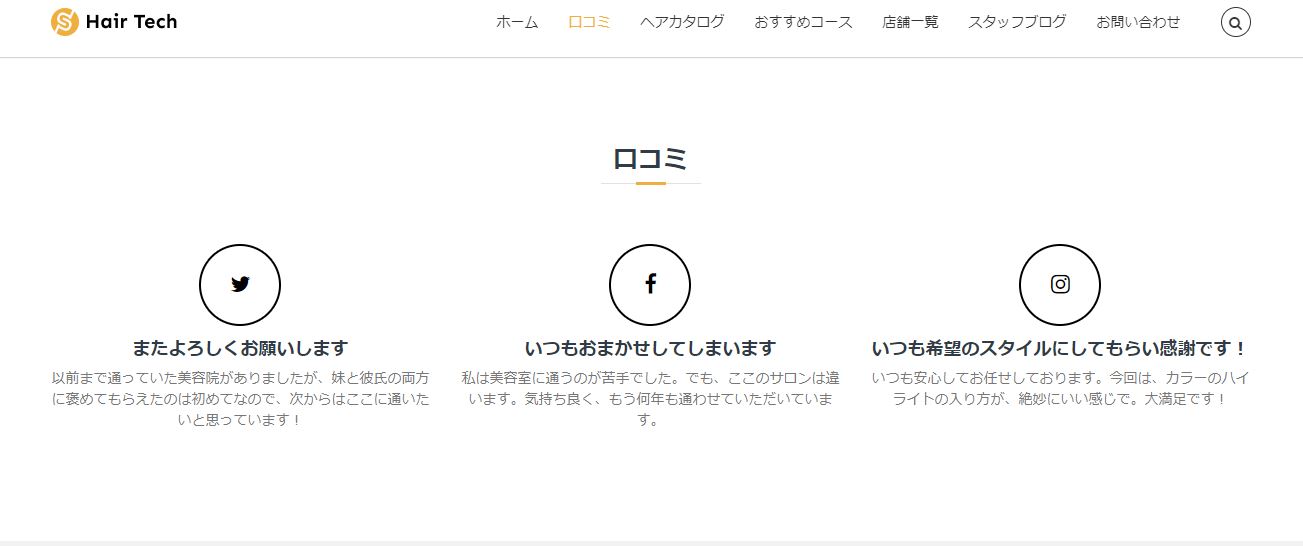 Hair Tech
ホーム
口コミ
ヘアカタログ
おすすめコース
店舗一覧
スタッフブログ
お問い合わせ
口コミ
またよろしくお願いします
以前まで通っていた美容院がありましたが、妹と彼氏の両方
に褒めてもらえたのは初めてなので、次からはここに通いた
いと思っています！
いつもおまかせしてしまいます
私は美容室に通うのが苦手でした。でも、ここのサロンは違
います。気持ち良く、もう何年も通わせていただいていま
す。
いつも希望のスタイルにしてもらい感謝です！
いつも安心してお任せしております。今回は、カラーのハイ
ライトの入り方が、絶妙にいい感じで。大満足です！